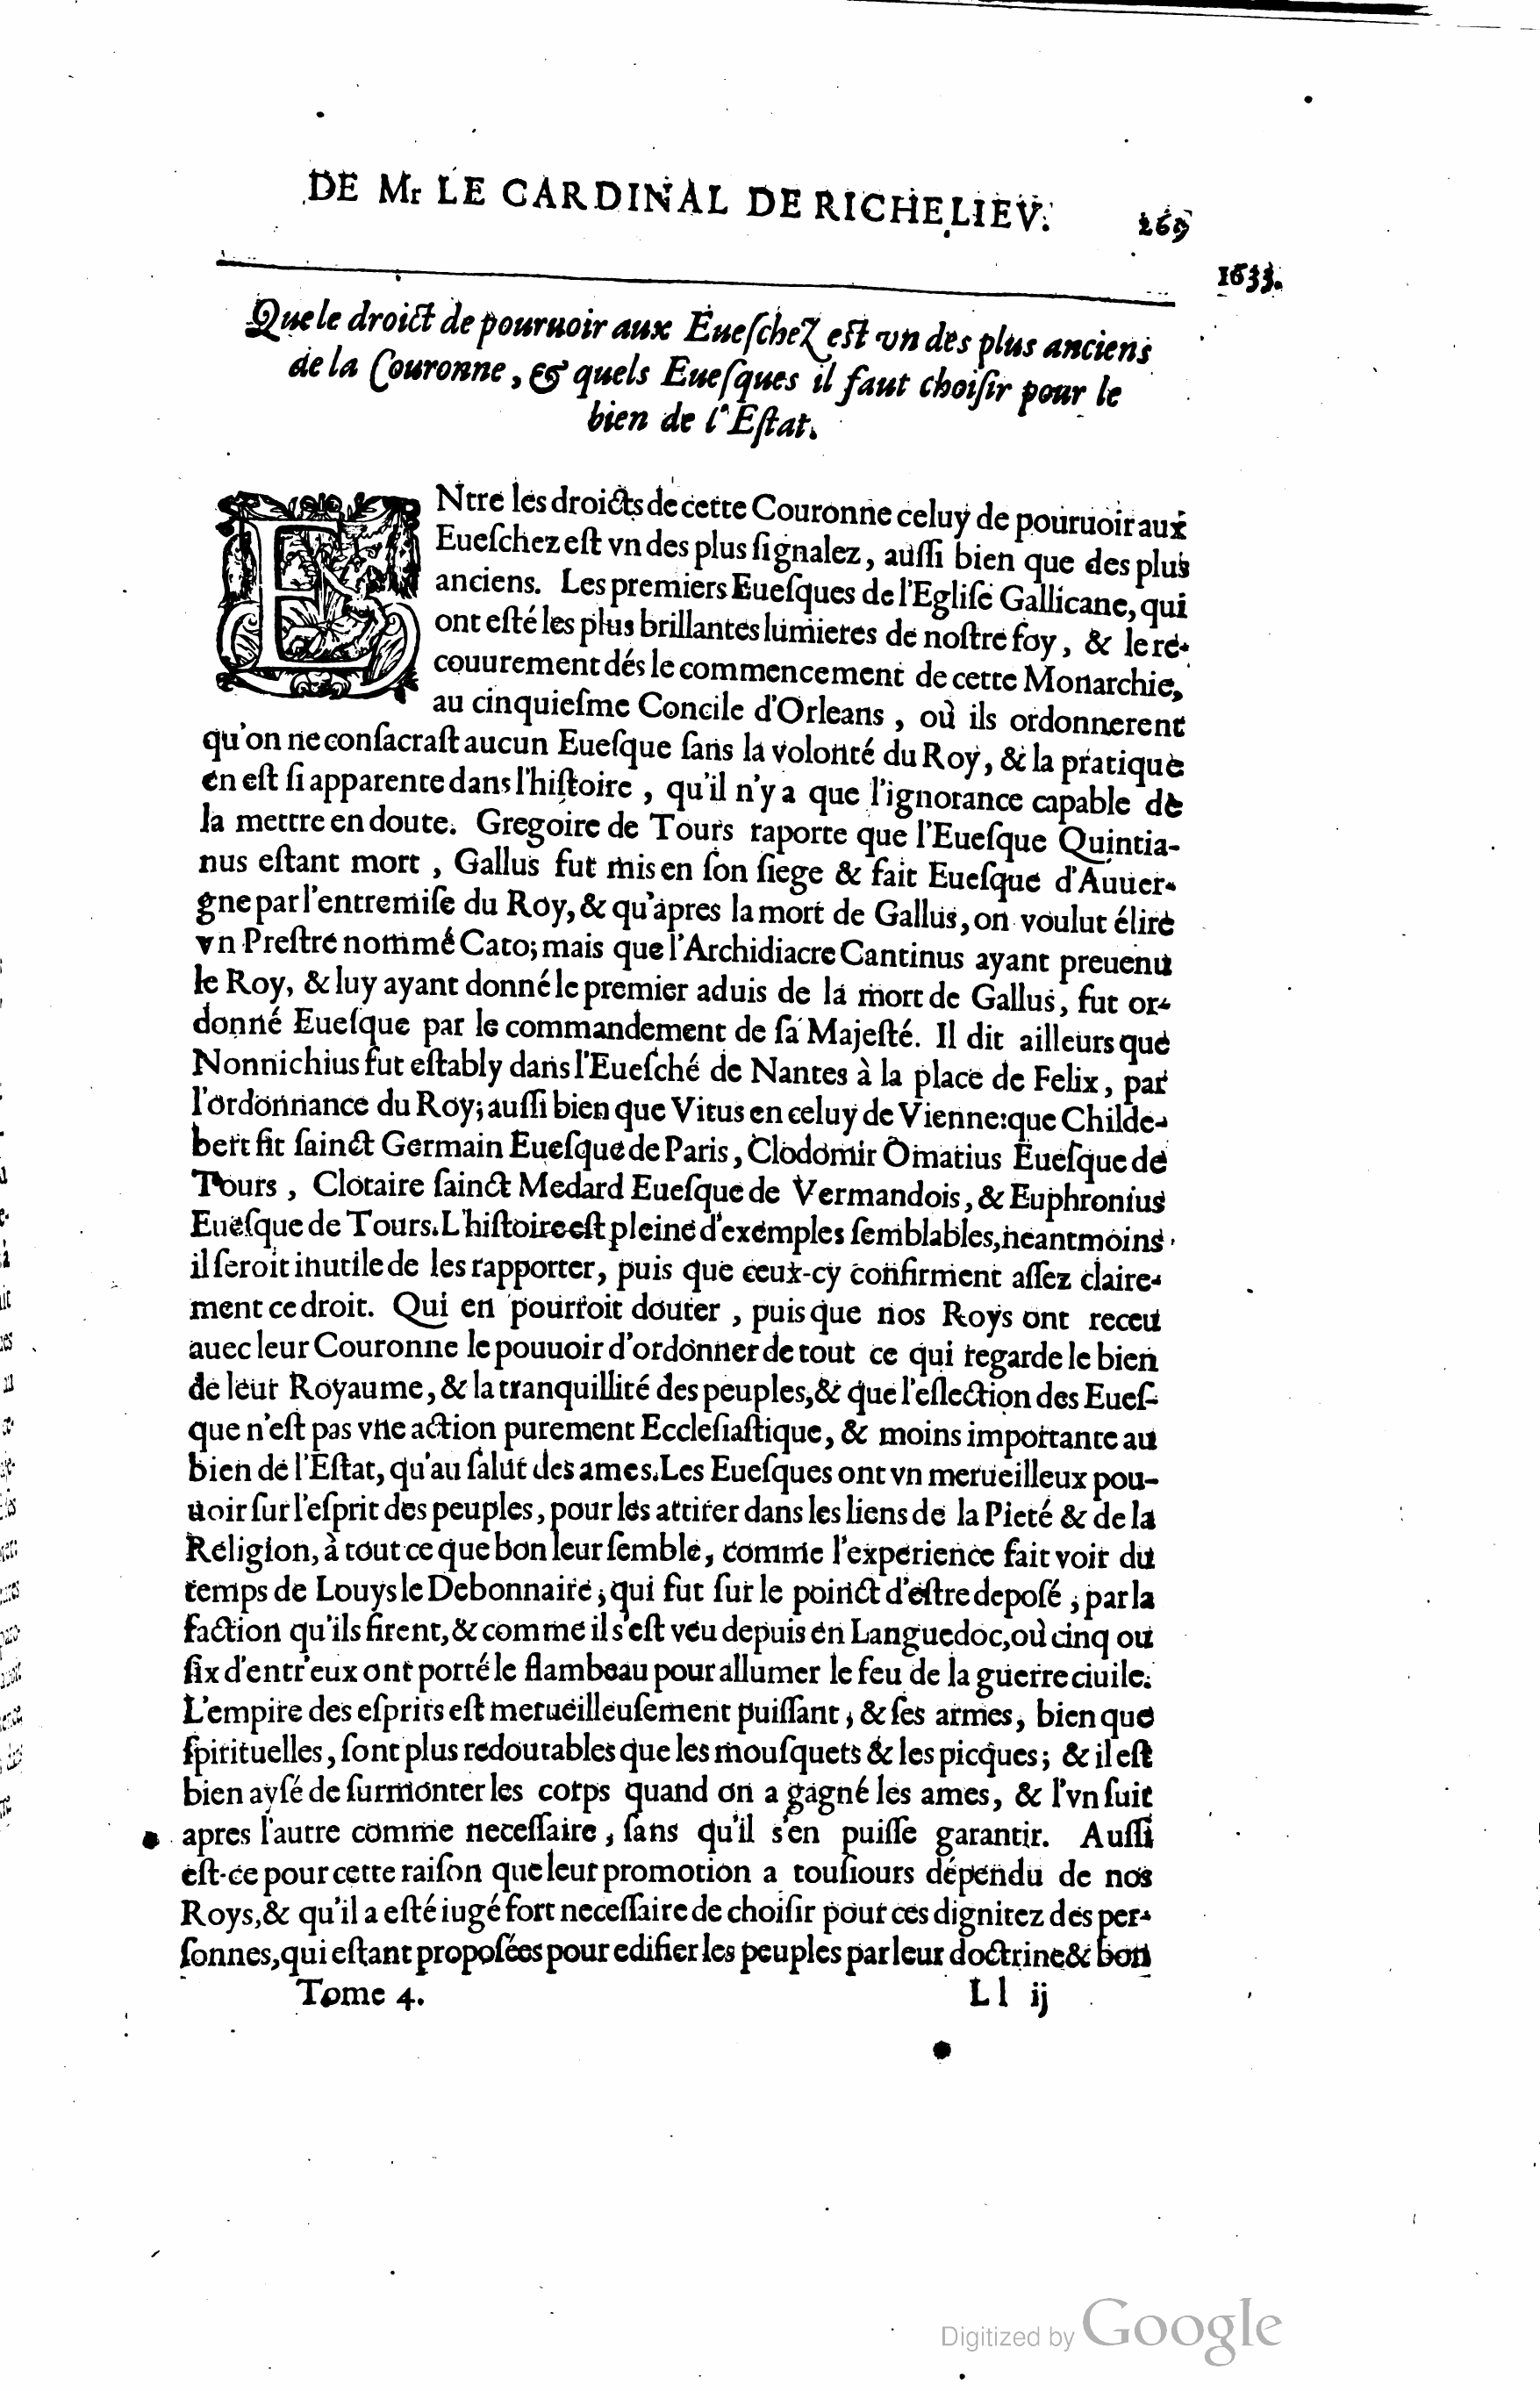 DE Mr LE CARDINAL DE RICHELIEV. 269
1633.
Que le droict de pouruoir aux Eueſchez est vn des plus anciens
de la Couronne, & quels Eueſques il faut choiſir pour le
bien de l'Eſtat.
ENtre les droicts de cette Couronne celuy de pouruoir aux
Eueſchez eſt vn des plus ſignalez, auſſi bien que des plus
anciens. Les premiers Eueſques de l'Egliſe Gallicane, qui
ont eſté les plus brillantes lumieres de noſtre foy, & le re-
couurement dés le commencement de cette Monarchie,
au cinquieſme Concile d'Orleans, où ils ordonnerent
qu'on ne conſacraſt aucun Eueſque ſans la volonté du Roy, & la pratique
en eſt ſi apparente dans l'hiſtoire, qu'il n'y a que l'ignorance capable de
la mettre en doute. Gregoire de Tours raporte que l'Eueſque Quintia-
nus eſtant mort, Gallus fut mis en ſon ſiege & fait Eueſque d'Auuer-
gne par l'entremiſe du Roy, & qu'apres la mort de Gallus, on voulut élire
vn Preſtre nommé Cato; mais que l'Archidiacre Cantinus ayant preuenu
le Roy, & luy ayant donné le premier aduis de la mort de Gallus, fut or-
donné Eueſque par le commandement de ſa Majeſté. Il dit ailleurs que
Nonnichius fut eſtably dans l'Eueſché de Nantes à la place de Felix, par
l'ordonnance du Roy; auſſi bien que Vitus en celuy de Vienne: que Childe-
bert fit ſainct Germain Eueſque de Paris, Clodomir Omatius Eueſque de
Tours, Clotaire ſainct Medard Eueſque de Vermandois, & Euphronius
Eueſque de Tours. L'hiſtoire eſt pleine d'exemples ſemblables, neantmoins
il ſeroit inutile de les rapporter, puis que ceux-cy confirment aſſez claire-
ment ce droit. Qui en pourroit douter, puis que nos Roys ont receu
auec leur Couronne le pouuoir d'ordonner de tout ce qui regarde le bien
de leur Royaume, & la tranquillité des peuples, & que l'eſlection des Eueſ-
que n'eſt pas vne action purement Eccleſiaſtique, & moins importante au
bien de l'Eſtat, qu'au ſalut des ames. Les Eueſques ont vn merueilleux pou-
uoir ſur l'eſprit des peuples, pour les attirer dans les liens de la Pieté & de la
Religion, à tout ce que bon leur ſemble, comme l'experience fait voir du
temps de Louys le Debonnaire; qui fut ſur le poinct d'eſtre depoſé, par la
faction qu'ils firent, & comme il s'eſt veu depuis en Languedoc, où cinq ou
ſix d'entr'eux ont porté le flambeau pour allumer le feu de la guerre ciuile.
L'empire des eſprits eſt merueilleuſement puiſſant, & ſes armes, bien que
ſpirituelles, ſont plus redoutables que les mouſquets & les picques; & il eſt
bien ayſé de ſurmonter les corps quand on a gagné les ames, & l'vn ſuit
apres l'autre comme neceſſaire, ſans qu'il s'en puiſſe garantir. Auſſi
eſt-ce pour cette raiſon que leur promotion a touſiours dépendu de nos
Roys, & qu'il a eſté iugé fort neceſſaire de choiſir pour ces dignitez des per-
ſonnes, qui eſtant propoſées pour edifier les peuples par leur doctrine & bon
Tome 4. Ll ij
Digitized by Google